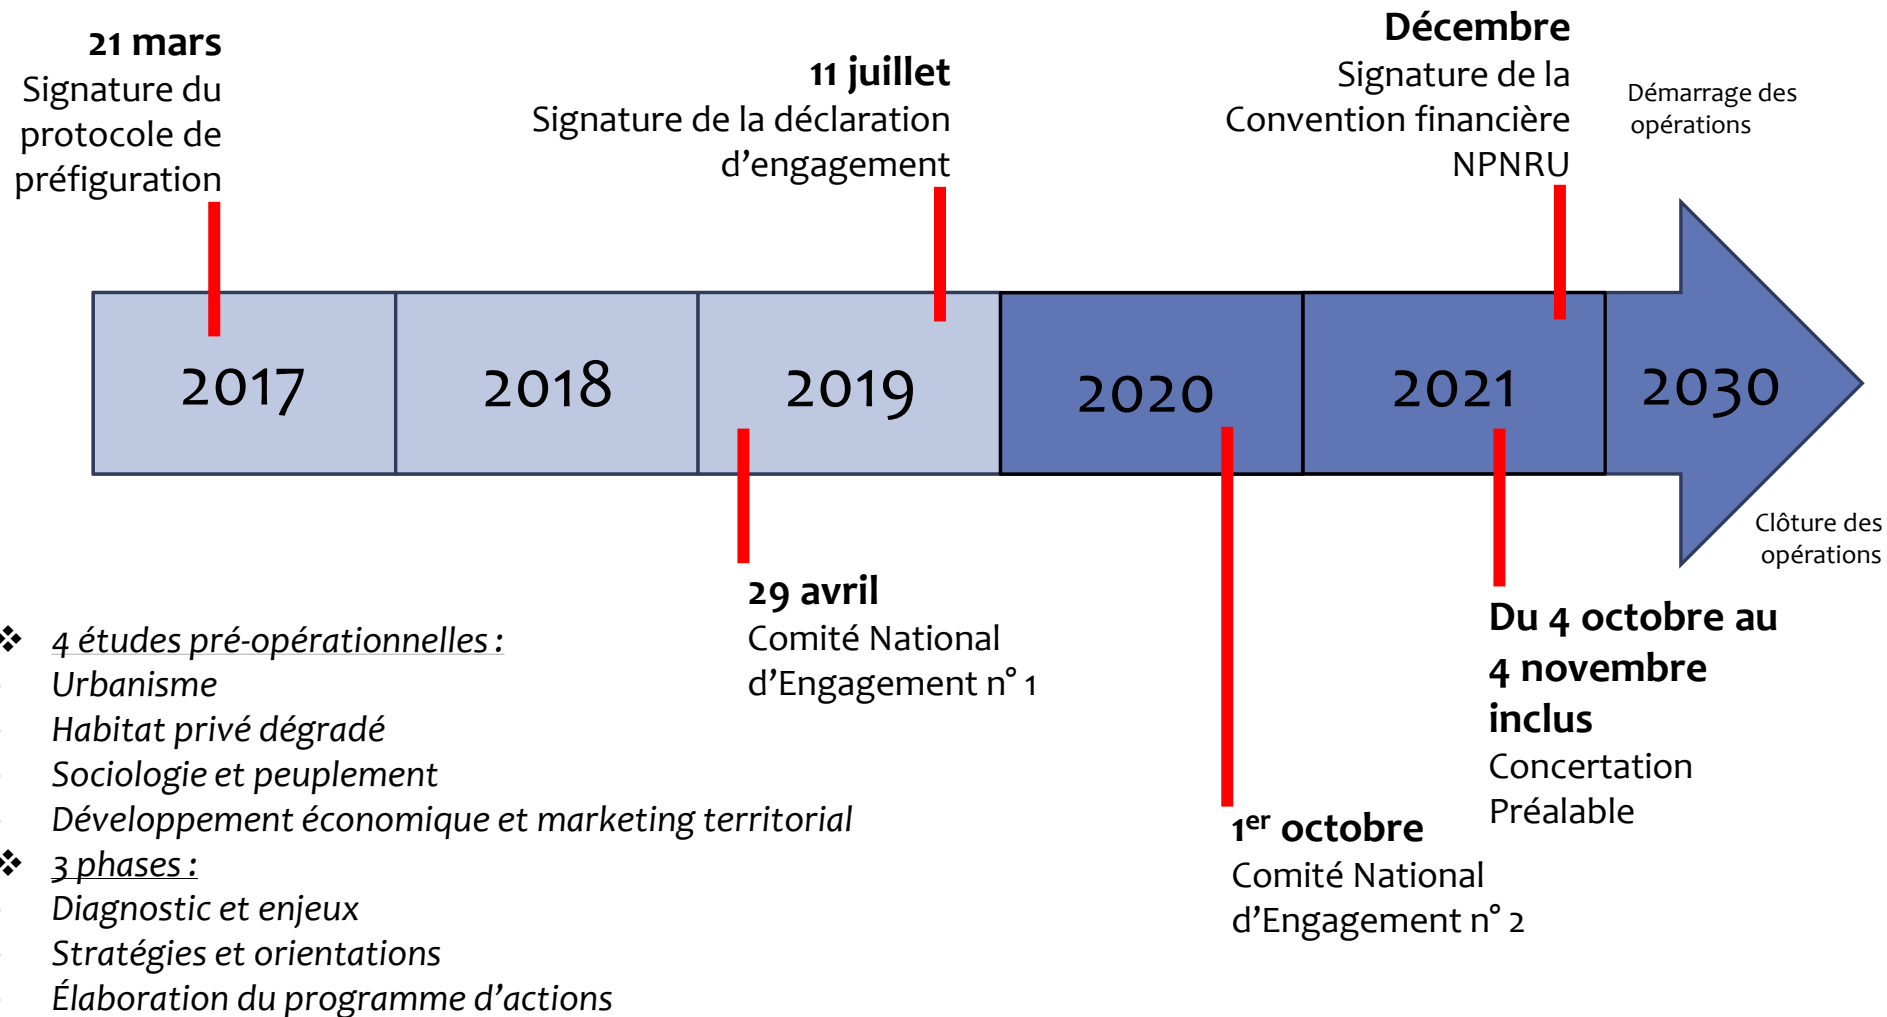 21 mars
Signature du
protocole de
préfiguration
11 juillet
Signature de la déclaration
d’engagement
Décembre
Signature de la
Convention financière
NPNRU
Démarrage des
opérations
2017
2018
2019
2020
2021
2030
Clôture des
opérations
29 avril
Comité National
d’Engagement n° 1
1er octobre
Comité National
d’Engagement n° 2
Du 4 octobre au
4 novembre
inclus
Concertation
Préalable
❖ 4 études pré-opérationnelles :
- Urbanisme
- Habitat privé dégradé
- Sociologie et peuplement
- Développement économique et marketing territorial
❖ 3 phases :
- Diagnostic et enjeux
- Stratégies et orientations
- Élaboration du programme d’actions